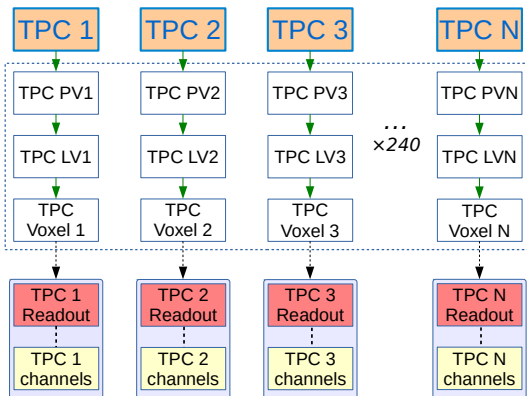 TPC 1 TPC 2 TPC 3 TPC N
TPC PV1 TPC PV2 TPC PV3 TPC PVN
...
×240
TPC LV1 TPC LV2 TPC LV3 TPC LVN
TPC
Voxel 1
TPC
Voxel 2
TPC
Voxel 3
TPC
Voxel N
TPC 1
Readout
TPC 2
Readout
TPC 3
Readout
TPC N
Readout
TPC 1
channels
TPC 2
channels
TPC 3
channels
TPC N
channels